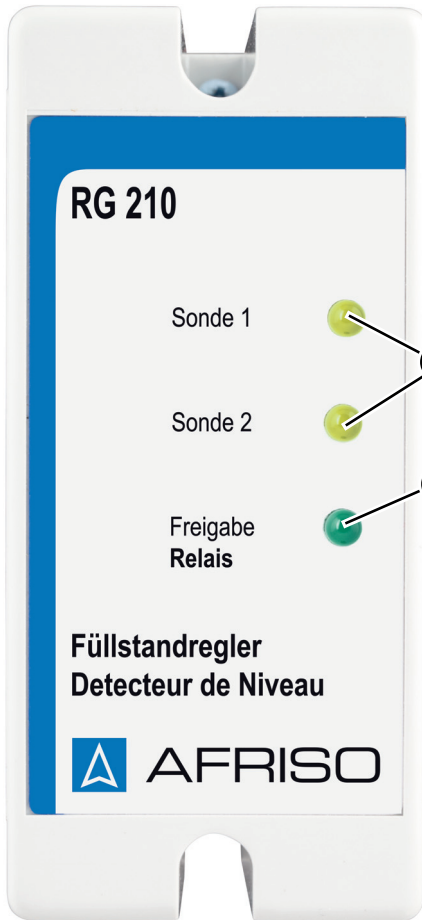 RG 210
Sonde 1
Sonde 2
Freigabe
Relais
Füllstandregler
Detecteur de Niveau
AFRISO